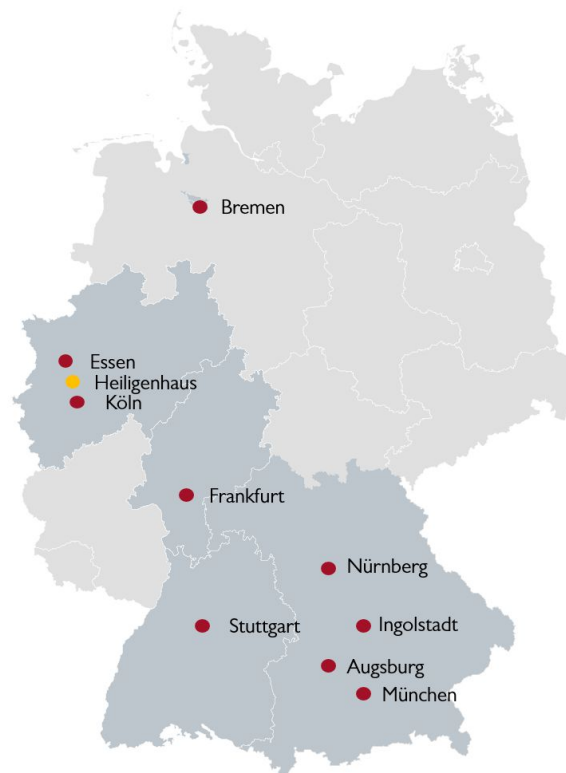 Bremen
Essen
Heiligenhaus
Köln
Frankfurt
Nürnberg
Stuttgart
Ingolstadt
Augsburg
München